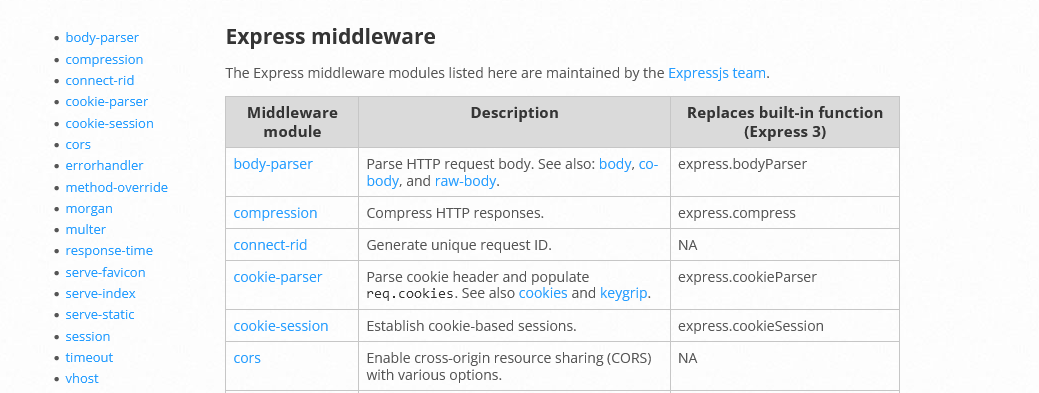 body-parser
compression
connect-rid
cookie-parser
cookie-session
cors
errorhandler
method-override
morgan
multer
response-time
serve-favicon
serve-index
serve-static
session
timeout
vhost
Express middleware
The Express middleware modules listed here are maintained by the Expressjs team.
Middleware
module
Description
Replaces built-in function
(Express 3)
body-parser
Parse HTTP request body. See also: body, co-
body, and raw-body.
express.bodyParser
compression
Compress HTTP responses.
express.compress
connect-rid
Generate unique request ID.
NA
cookie-parser
Parse cookie header and populate
req.cookies. See also cookies and keygrip.
express.cookieParser
cookie-session
Establish cookie-based sessions.
express.cookieSession
cors
Enable cross-origin resource sharing (CORS)
with various options.
NA